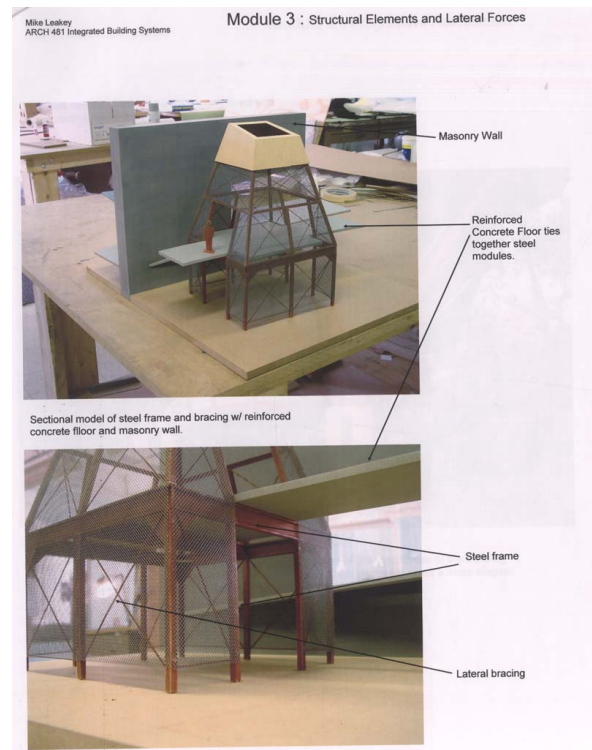 Mike Leakey
ARCH 481 Integrated Building Systems
Module 3 : Structural Elements and Lateral Forces
Masonry Wall
Reinforced
Concrete Floor ties
together steel
modules.
Sectional model of steel frame and bracing w/ reinforced
concrete flloor and masonry wall.
Steel frame
Lateral bracing